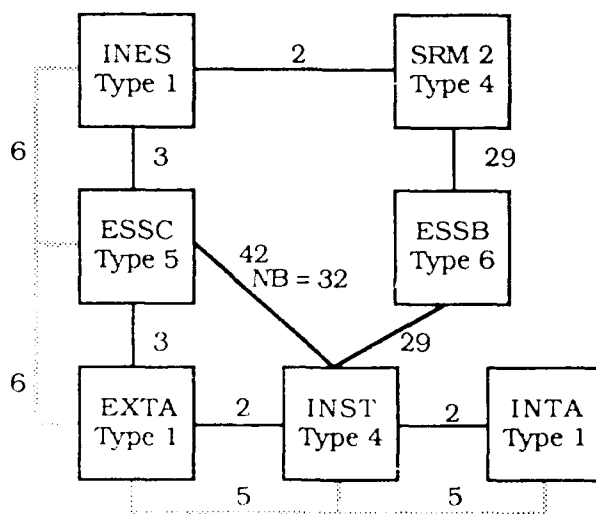 INES
Type 1
2
SRM 2
Type 4
6
3
29
ESSC
Type 5
42
NB = 32
ESSB
Type 6
3
29
6
EXTA
Type 1
2
INST
Type 4
2
INTA
Type 1
5
5